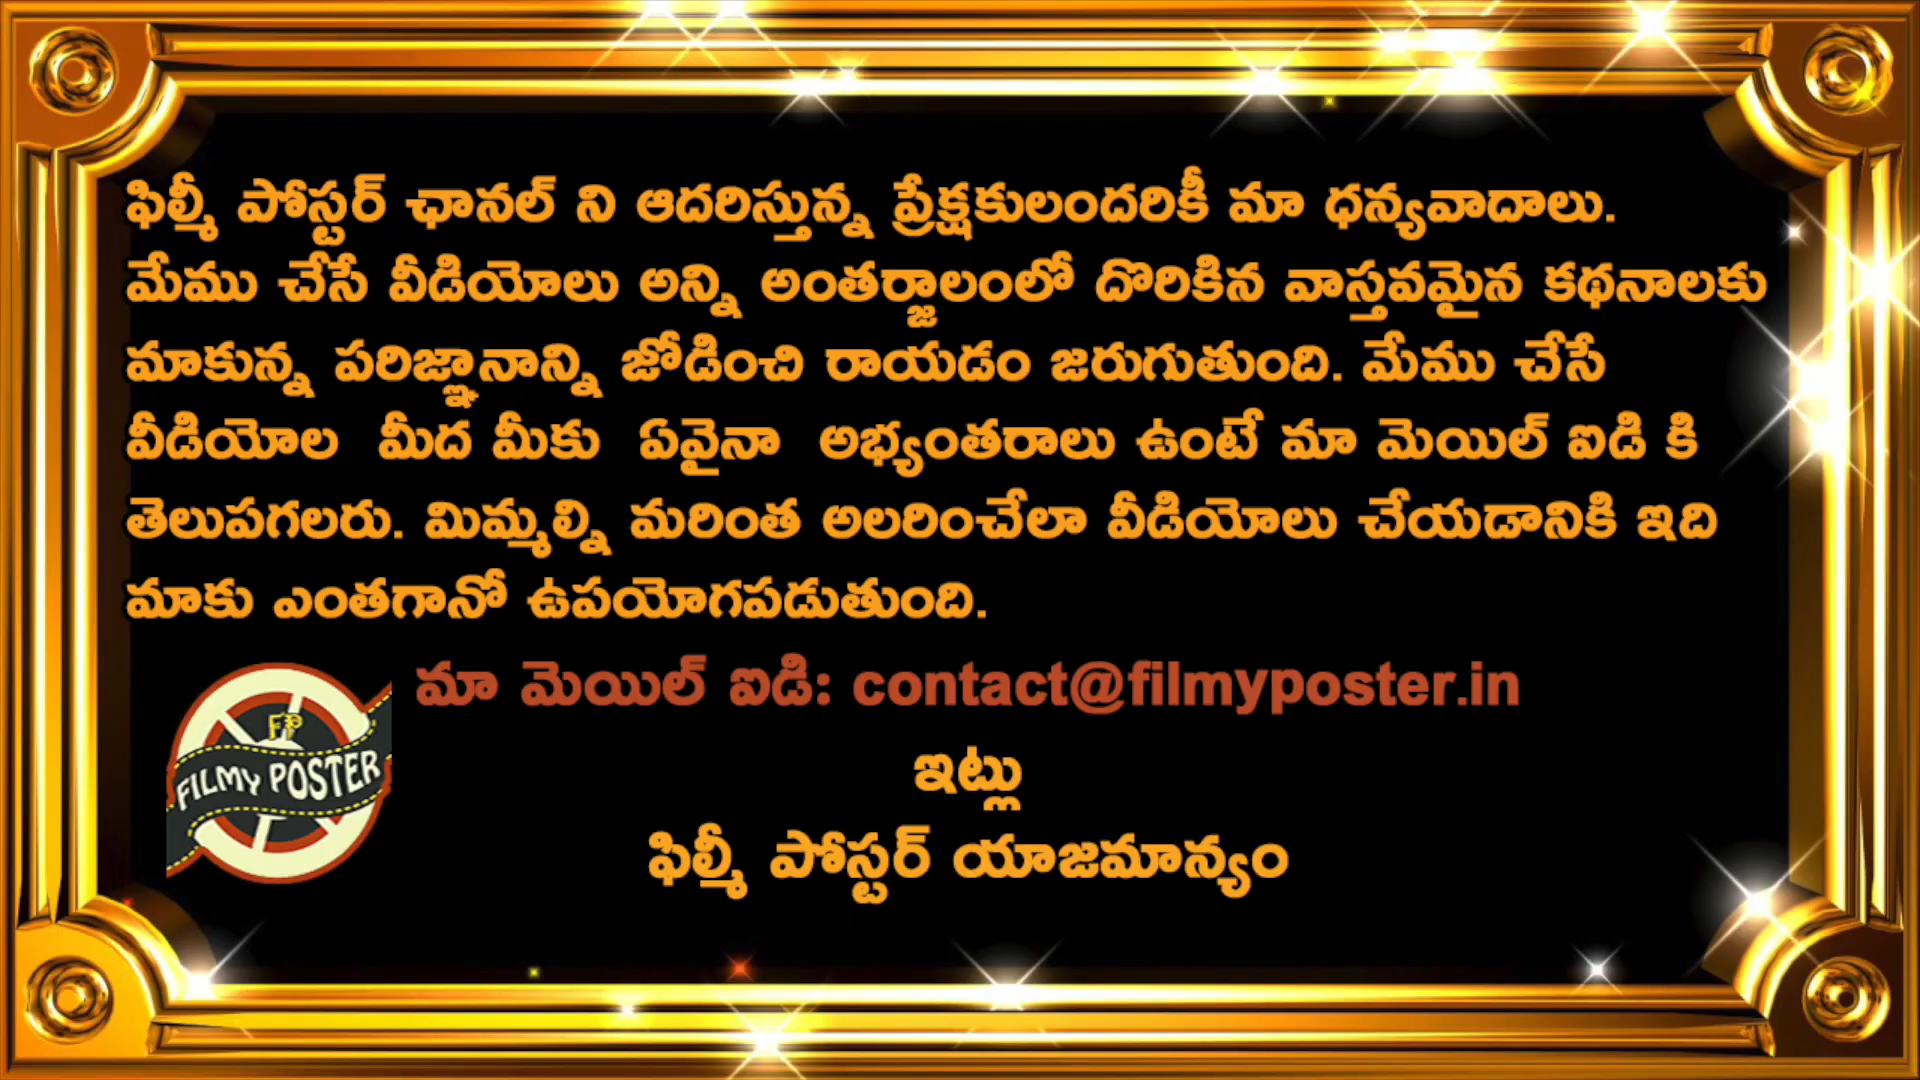 ఫిల్మీ పోస్టర్ ఛానల్ ని ఆదరిస్తున్న ప్రేక్షకులందరికీ మా ధన్యవాదాలు.
మేము చేసే వీడియోలు అన్ని అంతర్జాలంలో దొరికిన వాస్తవమైన కథనాలకు
మాకున్న పరిజ్ఞానాన్ని జోడించి రాయడం జరుగుతుంది. మేము చేసే
వీడియోల మీద మీకు ఏవైనా అభ్యంతరాలు ఉంటే మా మెయిల్ ఐడి కి
తెలుపగలరు. మిమ్మల్ని మరింత అలరించేలా వీడియోలు చేయడానికి ఇది
మాకు ఎంతగానో ఉపయోగపడుతుంది.
మా మెయిల్ ఐడి: contact@filmyposter.in
FP
FILMY POSTER
ఇట్లు
ఫిల్మీ పోస్టర్ యాజమాన్యం